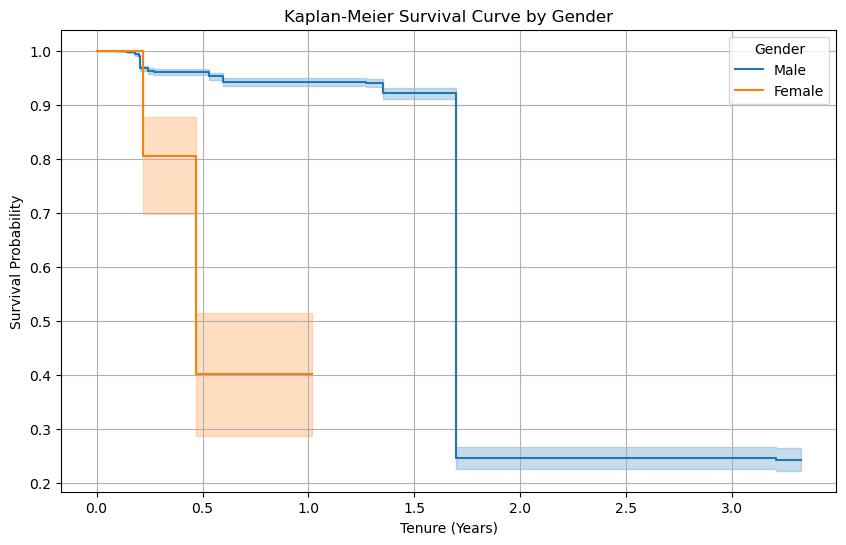 Kaplan-Meier Survival Curve by Gender
Gender
Male
Female
Survival Probability
1.0
0.9
0.8
0.7
0.6
0.5
0.4
0.3
0.2
0.0 0.5 1.0 1.5 2.0 2.5 3.0
Tenure (Years)